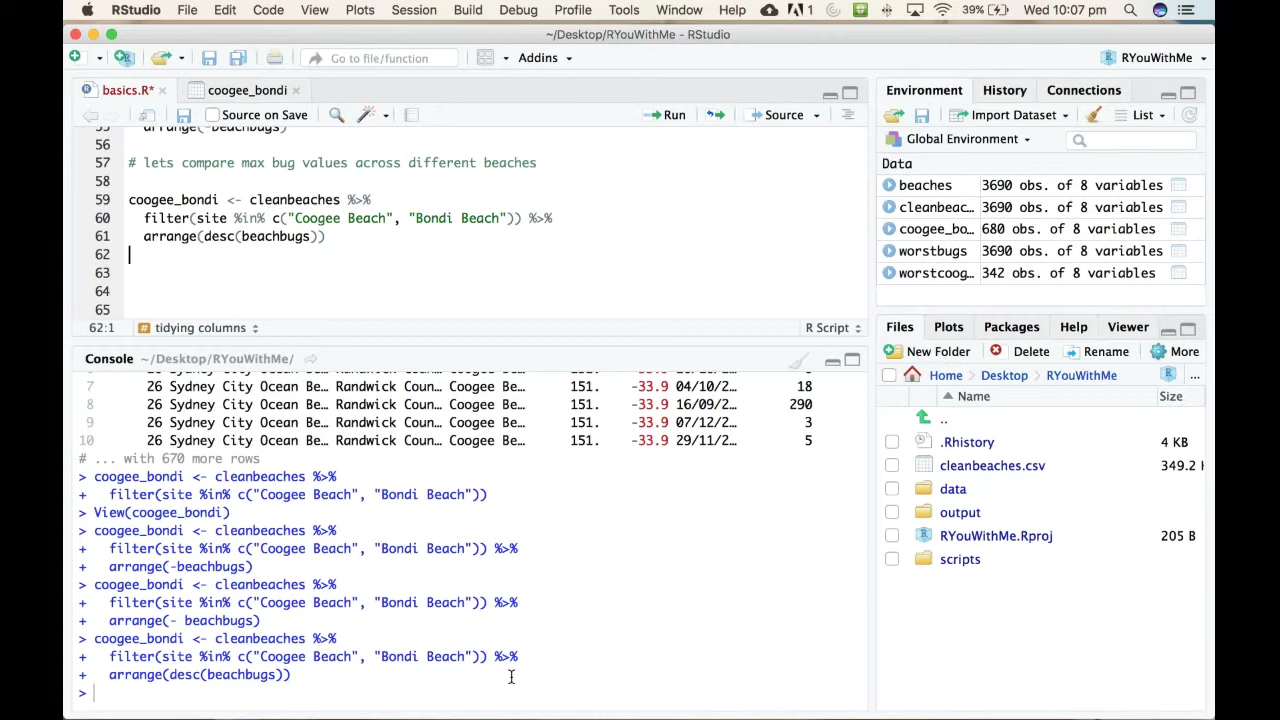 RStudio File Edit Code View Plots Session Build Debug Profile Tools Window Help 1 39% Wed 10:07 pm
~/Desktop/RYouWithMe - RStudio
Go to file/function Addins RYouWithMe
basics.R* coogee_bondi
Source on Save Run Source
55 arrange(-beachbugs)
56
57 # lets compare max bug values across different beaches
58
59 coogee_bondi <- cleanbeaches %>%
60 filter(site %in% c("Coogee Beach", "Bondi Beach")) %>%
61 arrange(desc(beachbugs))
62
63
64
65
62:1 tidying columns R Script
Console ~/Desktop/RYouWithMe/
7 26 Sydney City Ocean Be… Randwick Coun… Coogee Be… 151. -33.9 04/10/2… 18
8 26 Sydney City Ocean Be… Randwick Coun… Coogee Be… 151. -33.9 16/09/2… 290
9 26 Sydney City Ocean Be… Randwick Coun… Coogee Be… 151. -33.9 07/12/2… 3
10 26 Sydney City Ocean Be… Randwick Coun… Coogee Be… 151. -33.9 29/11/2… 5
# ... with 670 more rows
> coogee_bondi <- cleanbeaches %>%
+ filter(site %in% c("Coogee Beach", "Bondi Beach"))
> View(coogee_bondi)
> coogee_bondi <- cleanbeaches %>%
+ filter(site %in% c("Coogee Beach", "Bondi Beach")) %>%
+ arrange(-beachbugs)
> coogee_bondi <- cleanbeaches %>%
+ filter(site %in% c("Coogee Beach", "Bondi Beach")) %>%
+ arrange(- beachbugs)
> coogee_bondi <- cleanbeaches %>%
+ filter(site %in% c("Coogee Beach", "Bondi Beach")) %>%
+ arrange(desc(beachbugs))
>
Environment History Connections
Import Dataset List
Global Environment
Data
beaches 3690 obs. of 8 variables
cleanbeac… 3690 obs. of 8 variables
coogee_bo… 680 obs. of 8 variables
worstbugs 3690 obs. of 8 variables
worstcoog… 342 obs. of 8 variables
Files Plots Packages Help Viewer
New Folder Delete Rename More
Home > Desktop > RYouWithMe ...
Name Size
..
.Rhistory 4 KB
cleanbeaches.csv 349.2 K
data
output
RYouWithMe.Rproj 205 B
scripts